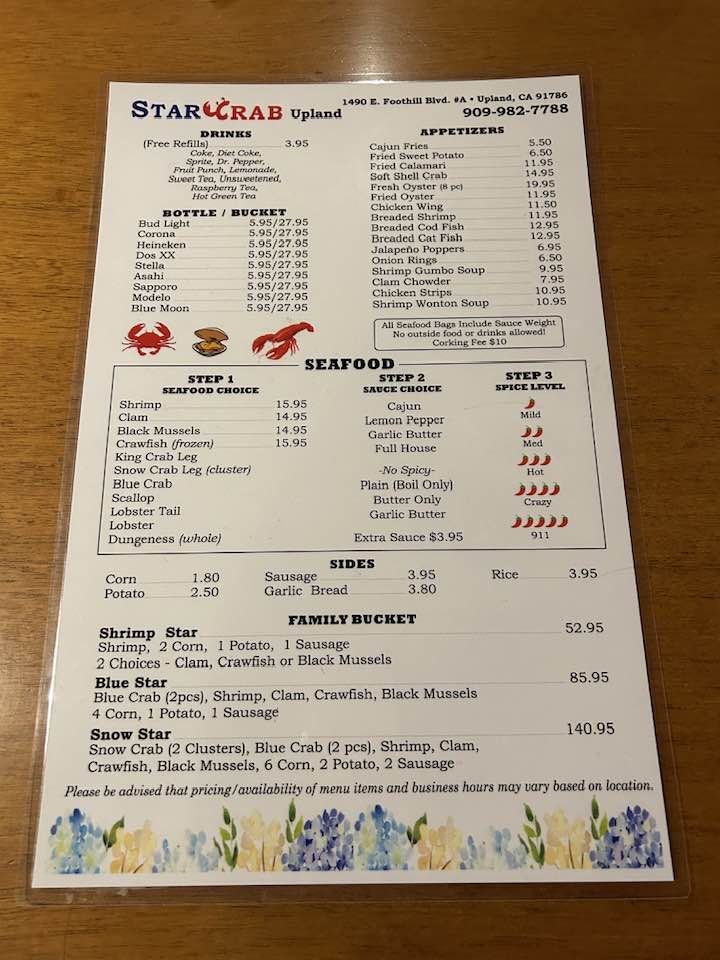 STARCRAB Upland
1490 E. Foothill Blvd. #A • Upland, CA 91786
909-982-7788
DRINKS
(Free Refills) 3.95
Coke, Diet Coke,
Sprite, Dr. Pepper,
Fruit Punch, Lemonade,
Sweet Tea, Unsweetened,
Raspberry Tea,
Hot Green Tea
BOTTLE / BUCKET
Bud Light 5.95/27.95
Corona 5.95/27.95
Heineken 5.95/27.95
Dos XX 5.95/27.95
Stella 5.95/27.95
Asahi 5.95/27.95
Sapporo 5.95/27.95
Modelo 5.95/27.95
Blue Moon 5.95/27.95
APPETIZERS
Cajun Fries 5.50
Fried Sweet Potato 6.50
Fried Calamari 11.95
Soft Shell Crab 14.95
Fresh Oyster (8 pc) 19.95
Fried Oyster 11.95
Chicken Wing 11.50
Breaded Shrimp 11.95
Breaded Cod Fish 12.95
Breaded Cat Fish 12.95
Jalapeño Poppers 6.95
Onion Rings 6.50
Shrimp Gumbo Soup 9.95
Clam Chowder 7.95
Chicken Strips 10.95
Shrimp Wonton Soup 10.95
All Seafood Bags Include Sauce Weight
No outside food or drinks allowed!
Corking Fee $10
SEAFOOD
STEP 1
SEAFOOD CHOICE
Shrimp 15.95
Clam 14.95
Black Mussels 14.95
Crawfish (frozen) 15.95
King Crab Leg
Snow Crab Leg (cluster)
Blue Crab
Scallop
Lobster Tail
Lobster
Dungeness (whole)
STEP 2
SAUCE CHOICE
Cajun
Lemon Pepper
Garlic Butter
Full House
-No Spicy-
Plain (Boil Only)
Butter Only
Garlic Butter
Extra Sauce $3.95
STEP 3
SPICE LEVEL
Mild
Med
Hot
Crazy
911
SIDES
Corn 1.80
Potato 2.50
Sausage 3.95
Garlic Bread 3.80
Rice 3.95
FAMILY BUCKET
Shrimp Star 52.95
Shrimp, 2 Corn, 1 Potato, 1 Sausage
2 Choices - Clam, Crawfish or Black Mussels
Blue Star 85.95
Blue Crab (2pcs), Shrimp, Clam, Crawfish, Black Mussels
4 Corn, 1 Potato, 1 Sausage
Snow Star 140.95
Snow Crab (2 Clusters), Blue Crab (2 pcs), Shrimp, Clam,
Crawfish, Black Mussels, 6 Corn, 2 Potato, 2 Sausage
Please be advised that pricing/availability of menu items and business hours may vary based on location.